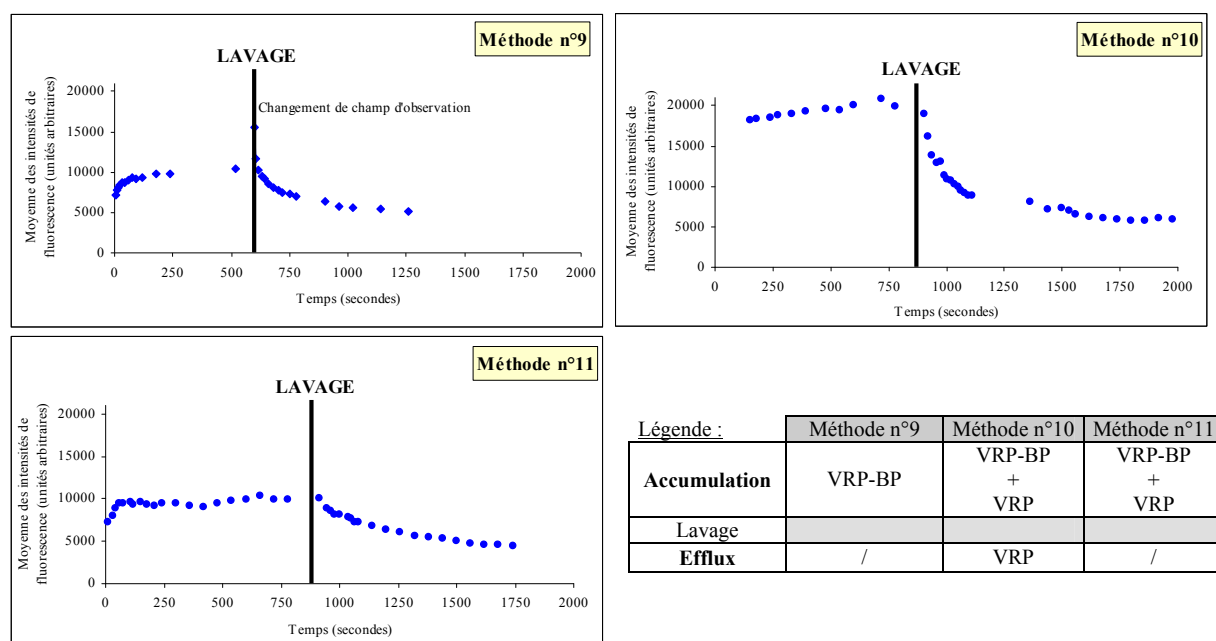 Méthode n°9
LAVAGE
Changement de champ d'observation
Moyenne des intensités de
fluorescence (unités arbitraires)
20000
15000
10000
5000
0
0 250 500 750 1000 1250 1500 1750 2000
Temps (secondes)
Méthode n°10
LAVAGE
Moyenne des intensités de
fluorescence (unités arbitraires)
20000
15000
10000
5000
0
0 250 500 750 1000 1250 1500 1750 2000
Temps (secondes)
Méthode n°11
LAVAGE
Moyenne des intensités de
fluorescence (unités arbitraires)
20000
15000
10000
5000
0
0 250 500 750 1000 1250 1500 1750 2000
Temps (secondes)
Légende : Méthode n°9 Méthode n°10 Méthode n°11
Accumulation VRP-BP VRP-BP + VRP VRP-BP + VRP
Lavage
Efflux / VRP /